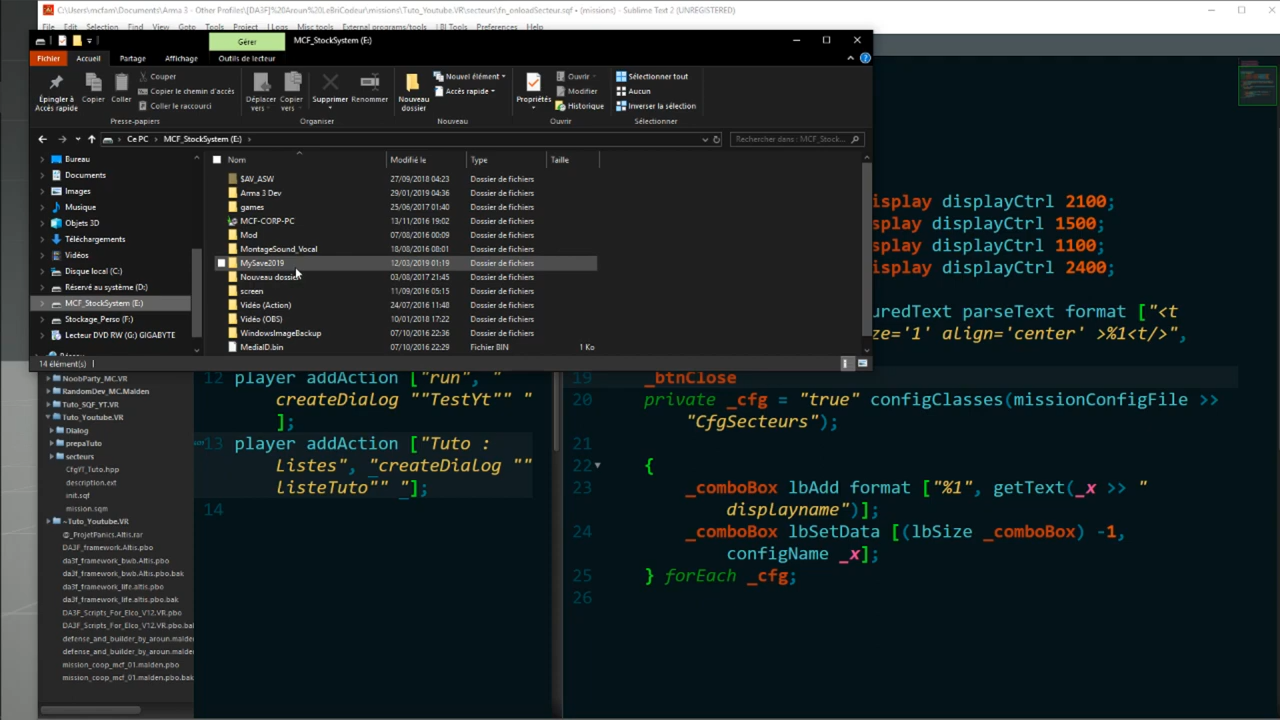 C:\Users\mcfam\Documents\Arma 3 - Other Profiles\[DA3F]%20Aroun%20LeBriCodeur\missions\Tuto_Youtube.VR\secteurs\fn_onloadSecteur.sqf • (missions) - Sublime Text 2 (UNREGISTERED)
File Edit Selection Find View Goto Tools Project ! Logs Misc tools External programs/tools BI Tools Preferences Help
Gérer
MCF_StockSystem (E:)
Fichier Accueil Partage Affichage Outils de lecteur
Épingler à Accès rapide
Copier
Coller
Couper
Copier le chemin d'accès
Coller le raccourci
Déplacer vers
Copier vers
Supprimer
Renommer
Nouveau dossier
Nouvel élément
Accès rapide
Propriétés
Ouvrir
Modifier
Historique
Sélectionner tout
Aucun
Inverser la sélection
Presse-papiers Organiser Nouveau Ouvrir Sélectionner
Ce PC MCF_StockSystem (E:)
Rechercher dans : MCF_Stock...
Bureau
Documents
Images
Musique
Objets 3D
Téléchargements
Vidéos
Disque local (C:)
Réservé au système (D:)
MCF_StockSystem (E:)
Stockage_Perso (F:)
Lecteur DVD RW (G:) GIGABYTE
Réseau
Nom Modifié le Type Taille
$AV_ASW 27/09/2018 04:23 Dossier de fichiers
Arma 3 Dev 29/01/2019 04:36 Dossier de fichiers
games 25/06/2017 01:40 Dossier de fichiers
MCF-CORP-PC 13/11/2016 19:02 Dossier de fichiers
Mod 07/08/2016 00:09 Dossier de fichiers
MontageSound_Vocal 18/08/2016 08:01 Dossier de fichiers
MySave2019 12/03/2019 01:19 Dossier de fichiers
Nouveau dossier 03/08/2017 21:45 Dossier de fichiers
screen 11/09/2016 05:15 Dossier de fichiers
Vidéo (Action) 24/07/2016 11:48 Dossier de fichiers
Vidéo (OBS) 10/01/2018 17:22 Dossier de fichiers
WindowsImageBackup 07/10/2016 22:36 Dossier de fichiers
MediaID.bin 07/10/2016 22:29 Fichier BIN 1 Ko
14 élément(s)
NoobParty_MC.VR
RandomDev_MC.Malden
Tuto_SQF_YT.VR
Tuto_Youtube.VR
Dialog
prepaTuto
secteurs
CfgYT_Tuto.hpp
description.ext
init.sqf
mission.sqm
~Tuto_Youtube.VR
@_ProjetPanics.Altis.rar
DA3F_framework.Altis.pbo
da3f_framework_bwb.Altis.pbo
da3f_framework_bwb.Altis.pbo.bak
da3f_framework_life.Altis.pbo
da3f_framework_life.Altis.pbo.bak
DA3F_Scripts_For_Elco_V12.VR.pbo
DA3F_Scripts_For_Elco_V12.VR.pbo
defense_and_builder_by_aroun.malden
defense_and_builder_by_aroun.malden
mission_coop_mcf_01.malden.pbo
mission_coop_mcf_01.malden.pbo.bak
12 player addAction ["run", "
createDialog ""TestYt"" "
];
13 player addAction ["Tuto :
Listes", "createDialog ""
ListeTuto"" "];
14
isplay displayCtrl 2100;
isplay displayCtrl 1500;
isplay displayCtrl 1100;
isplay displayCtrl 2400;
uredText parseText format ["<t
ize='1' align='center' >%1<t/>",
19 _btnClose
20 private _cfg = "true" configClasses(missionConfigFile >>
"CfgSecteurs");
21
22 {
23 _comboBox lbAdd format ["%1", getText(_x >> "
displayname")];
24 _comboBox lbSetData [(lbSize _comboBox) -1,
configName _x];
25 } forEach _cfg;
26